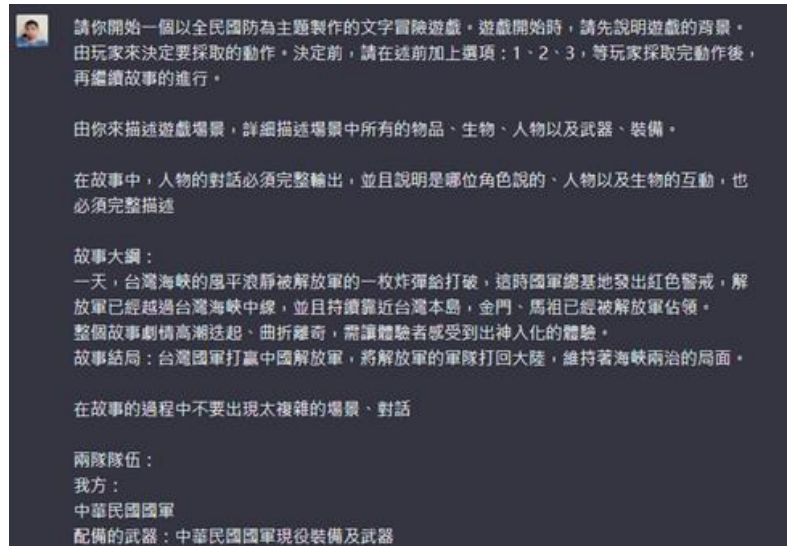 請你開始一個以全民國防為主題製作的文字冒險遊戲。遊戲開始時，請先說明遊戲的背景。
由玩家來決定要採取的動作。決定前，請在述前加上選項：1、2、3，等玩家採取完動作後，
再繼續故事的進行。
由你來描述遊戲場景，詳細描述場景中所有的物品、生物、人物以及武器、裝備。
在故事中，人物的對話必須完整輸出，並且說明是哪位角色說的、人物以及生物的互動，也
必須完整描述
故事大綱：
一天，台灣海峽的風平浪靜被解放軍的一枚炸彈給打破，這時國軍總基地發出紅色警戒，解
放軍已經越過台灣海峽中線，並且持續靠近台灣本島，金門、馬祖已經被解放軍佔領。
整個故事劇情高潮迭起、曲折離奇，需讓體驗者感受到出神入化的體驗。
故事結局：台灣國軍打贏中國解放軍，將解放軍的軍隊打回大陸，維持著海峽兩治的局面。
在故事的過程中不要出現太複雜的場景、對話
兩隊隊伍：
我方：
中華民國國軍
配備的武器：中華民國國軍現役裝備及武器